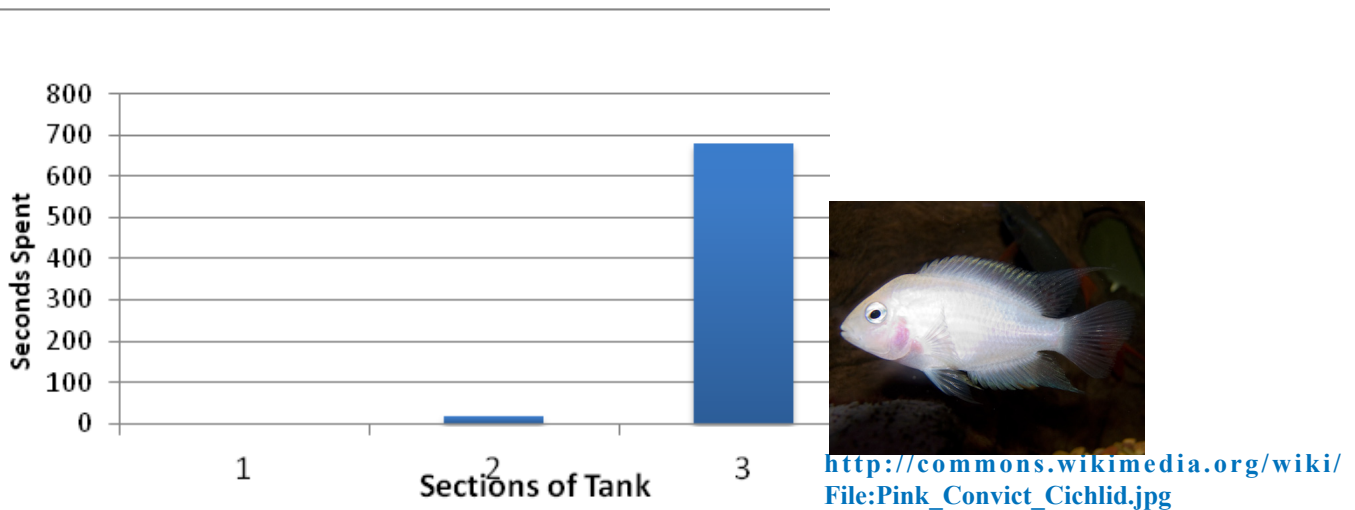 800
700
600
500
400
300
200
100
0
Seconds Spent
1 2 3
Sections of Tank
http://commons.wikimedia.org/wiki/
File:Pink_Convict_Cichlid.jpg